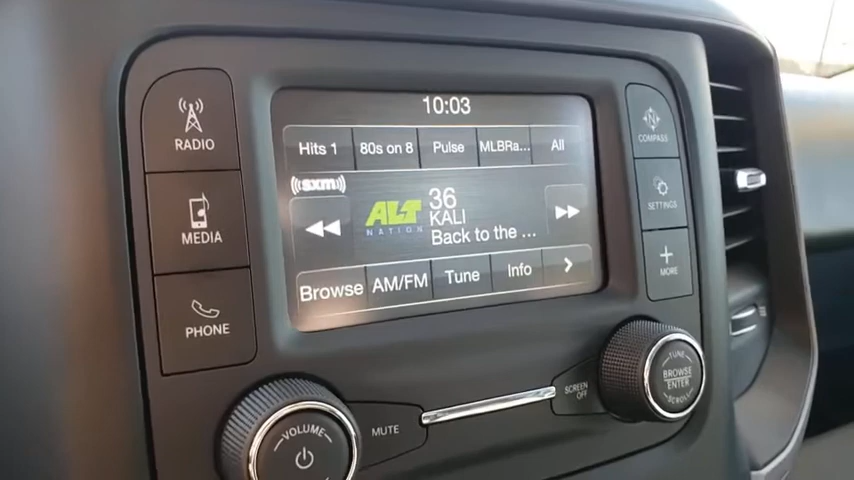 10:03
RADIO
MEDIA
PHONE
Hits 1
80s on 8
Pulse
MLBRa...
All
((sxm))
ALT
NATION
36
KALI
Back to the ...
Browse
AM/FM
Tune
Info
N
COMPASS
SETTINGS
+
MORE
VOLUME
MUTE
SCREEN
OFF
TUNE
BROWSE
ENTER
SCROLL